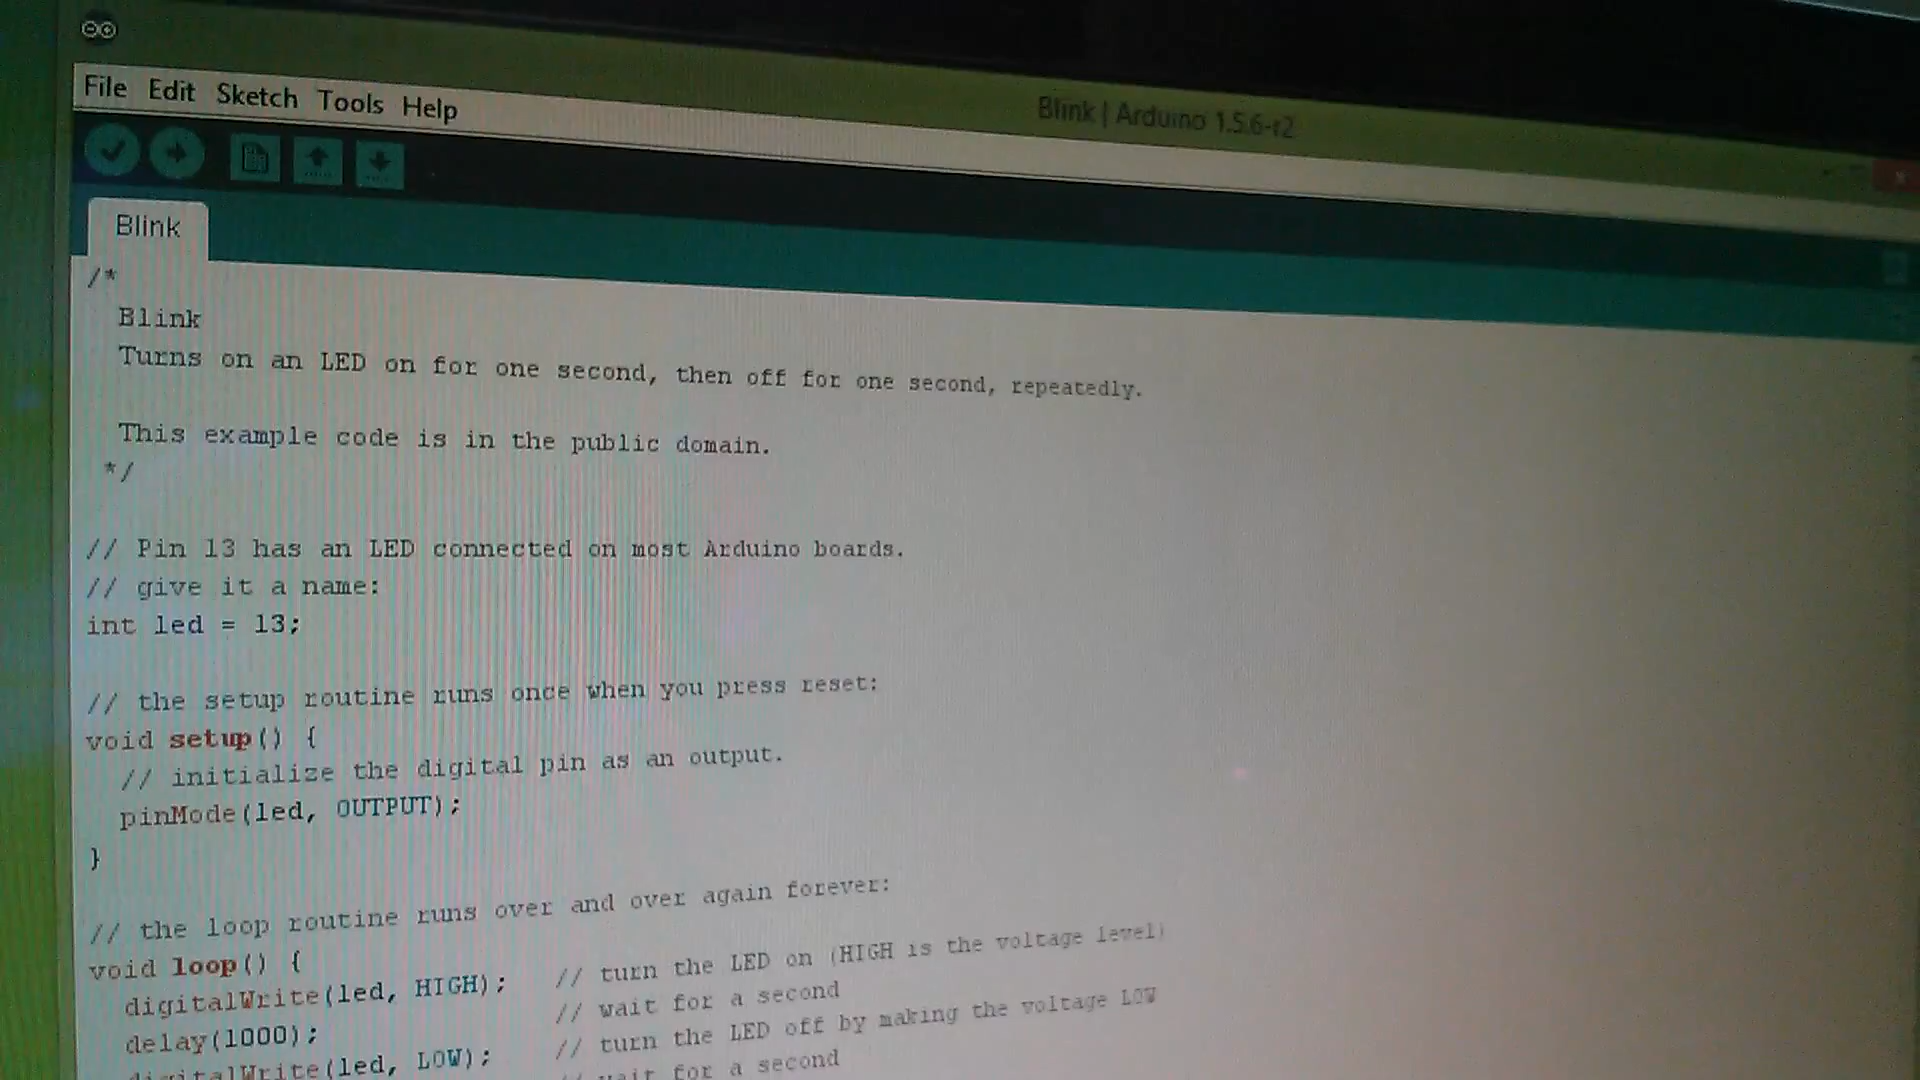 File Edit Sketch Tools Help
Blink | Arduino 1.5.6-r2
Blink
/*
Blink
Turns on an LED on for one second, then off for one second, repeatedly.
This example code is in the public domain.
*/
// Pin 13 has an LED connected on most Arduino boards.
// give it a name:
int led = 13;
// the setup routine runs once when you press reset:
void setup() {
// initialize the digital pin as an output.
pinMode(led, OUTPUT);
}
// the loop routine runs over and over again forever:
void loop() {
digitalWrite(led, HIGH); // turn the LED on (HIGH is the voltage level)
delay(1000); // wait for a second
digitalWrite(led, LOW); // turn the LED off by making the voltage LOW
// wait for a second